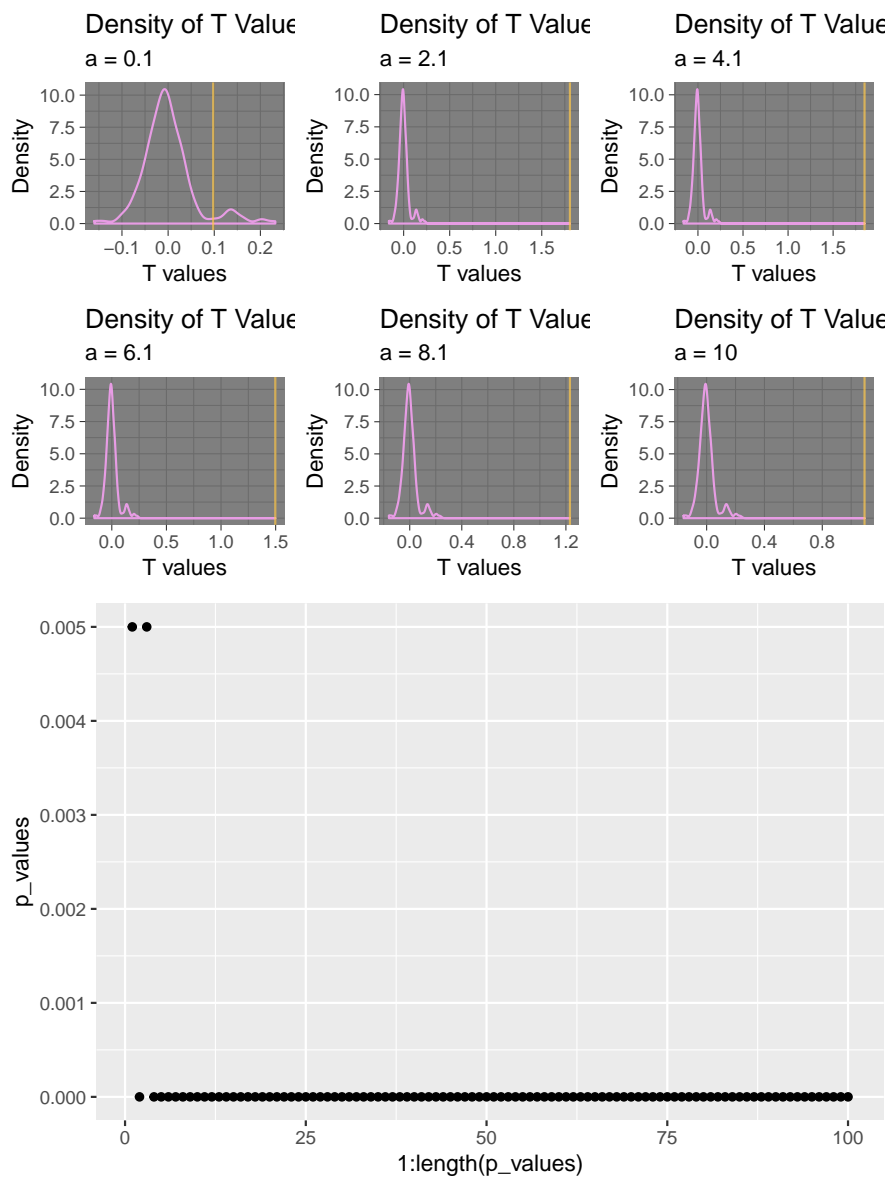 Density of T Value
a = 0.1
10.0
7.5
5.0
2.5
0.0
Density
−0.1 0.0 0.1 0.2
T values
Density of T Value
a = 2.1
10.0
7.5
5.0
2.5
0.0
Density
0.0 0.5 1.0 1.5
T values
Density of T Value
a = 4.1
10.0
7.5
5.0
2.5
0.0
Density
0.0 0.5 1.0 1.5
T values
Density of T Value
a = 6.1
10.0
7.5
5.0
2.5
0.0
Density
0.0 0.5 1.0 1.5
T values
Density of T Value
a = 8.1
10.0
7.5
5.0
2.5
0.0
Density
0.0 0.4 0.8 1.2
T values
Density of T Value
a = 10
10.0
7.5
5.0
2.5
0.0
Density
0.0 0.4 0.8
T values
0.005
0.004
0.003
0.002
0.001
0.000
p_values
0 25 50 75 100
1:length(p_values)